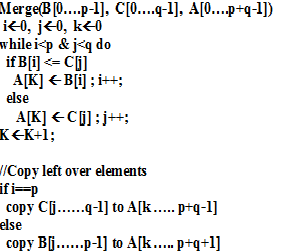 Merge(B[0....p-1], C[0....q-1], A[0....p+q-1])
i←0, j←0, k←0
while i<p & j<q do
if B[i] <= C[j]
A[K] ← B[i] ; i++;
else
A[K] ← C[j] ; j++;
K←K+1;
//Copy left over elements
if i==p
copy C[j......q-1] to A[k ..... p+q-1]
else
copy B[j......p-1] to A[k ..... p+q+1]